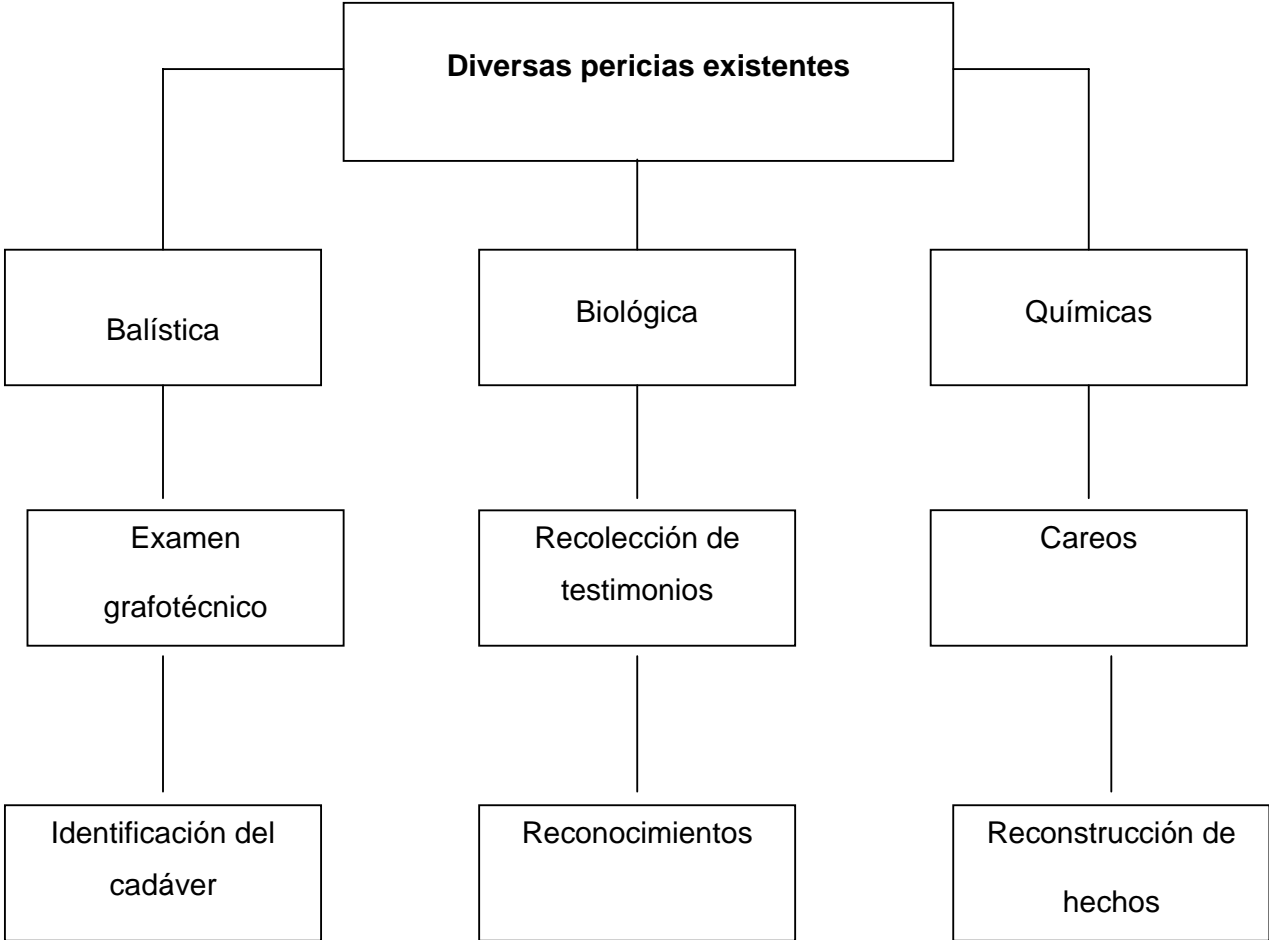 Diversas pericias existentes
Balística
Biológica
Químicas
Examen
grafotécnico
Recolección de
testimonios
Careos
Identificación del
cadáver
Reconocimientos
Reconstrucción de
hechos